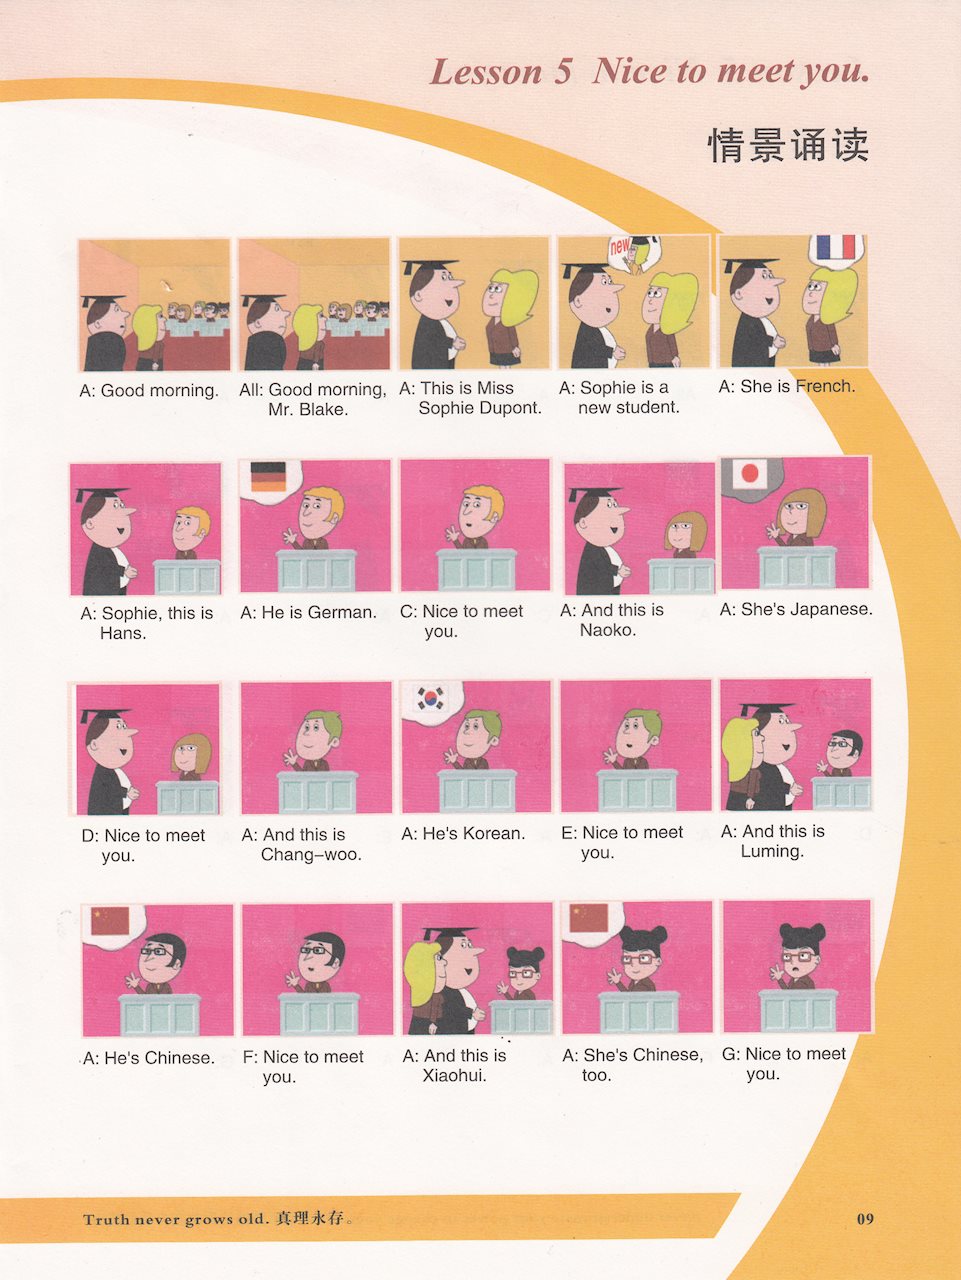 Lesson 5 Nice to meet you.
情景诵读
new
A: Good morning.
All: Good morning,
Mr. Blake.
A: This is Miss
Sophie Dupont.
A: Sophie is a
new student.
A: She is French.
A: Sophie, this is
Hans.
A: He is German.
C: Nice to meet
you.
A: And this is
Naoko.
A: She's Japanese.
D: Nice to meet
you.
A: And this is
Chang–woo.
A: He's Korean.
E: Nice to meet
you.
A: And this is
Luming.
A: He's Chinese.
F: Nice to meet
you.
A: And this is
Xiaohui.
A: She's Chinese,
too.
G: Nice to meet
you.
Truth never grows old. 真理永存。
09